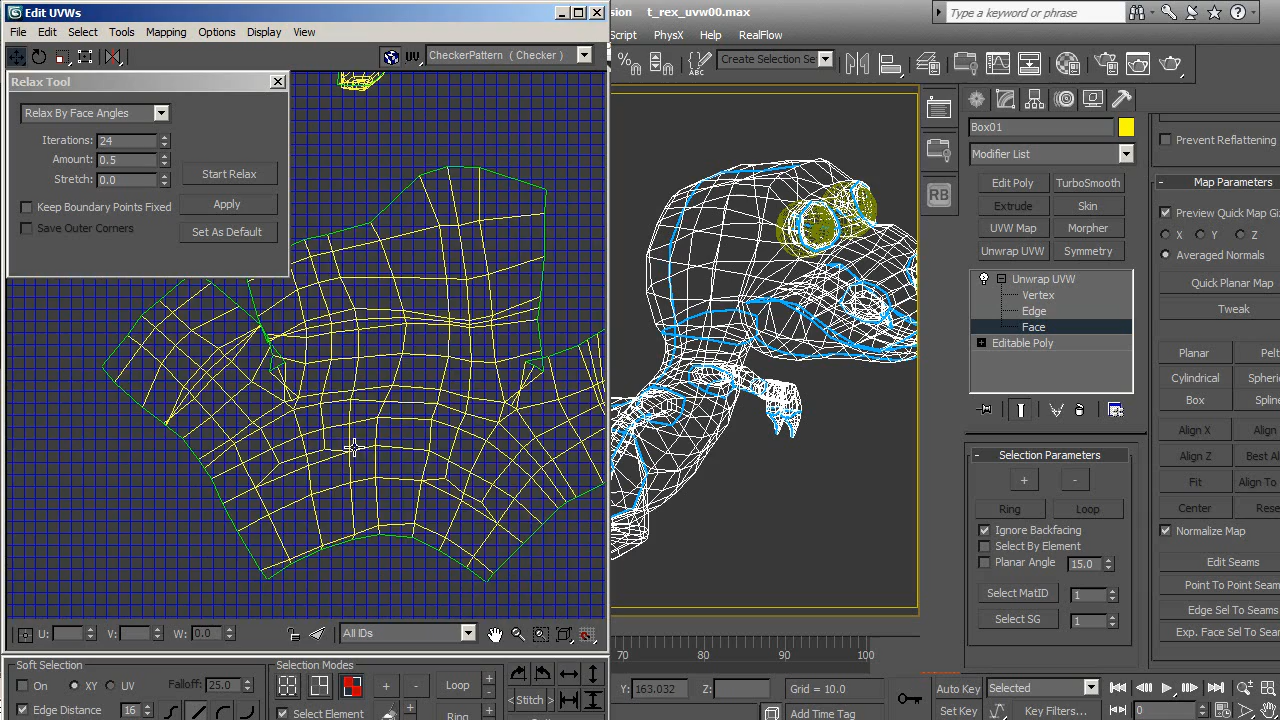 Edit UVWs
File Edit Select Tools Mapping Options Display View
UV CheckerPattern ( Checker )
Relax Tool
Relax By Face Angles
Iterations: 24
Amount: 0.5
Stretch: 0.0
Start Relax
Keep Boundary Points Fixed
Apply
Save Outer Corners
Set As Default
U: V: W: 0.0 All IDs
Soft Selection
On XY UV Falloff: 25.0
Edge Distance 16
Selection Modes
+ - Loop
Select Element Ring
Stitch
sion t_rex_uvw00.max
Type a keyword or phrase
Script PhysX Help RealFlow
ABC Create Selection Se
RB
70 80 90 100
Y: 163.032 Z: Grid = 10.0
Add Time Tag
Auto Key Selected
Set Key Key Filters... 0
Box01
Modifier List
Edit Poly TurboSmooth
Extrude Skin
UVW Map Morpher
Unwrap UVW Symmetry
Unwrap UVW
Vertex
Edge
Face
Editable Poly
- Selection Parameters
+ -
Ring Loop
Ignore Backfacing
Select By Element
Planar Angle 15.0
Select MatID 1
Select SG 1
Prevent Reflattening
- Map Parameters
Preview Quick Map Gi
X Y Z
Averaged Normals
Quick Planar Map
Tweak
Planar Pelt
Cylindrical Spheri
Box Spline
Align X Align
Align Z Best Al
Fit Align To
Center Rese
Normalize Map
Edit Seams
Point To Point Seam
Edge Sel To Seams
Exp. Face Sel To Seam